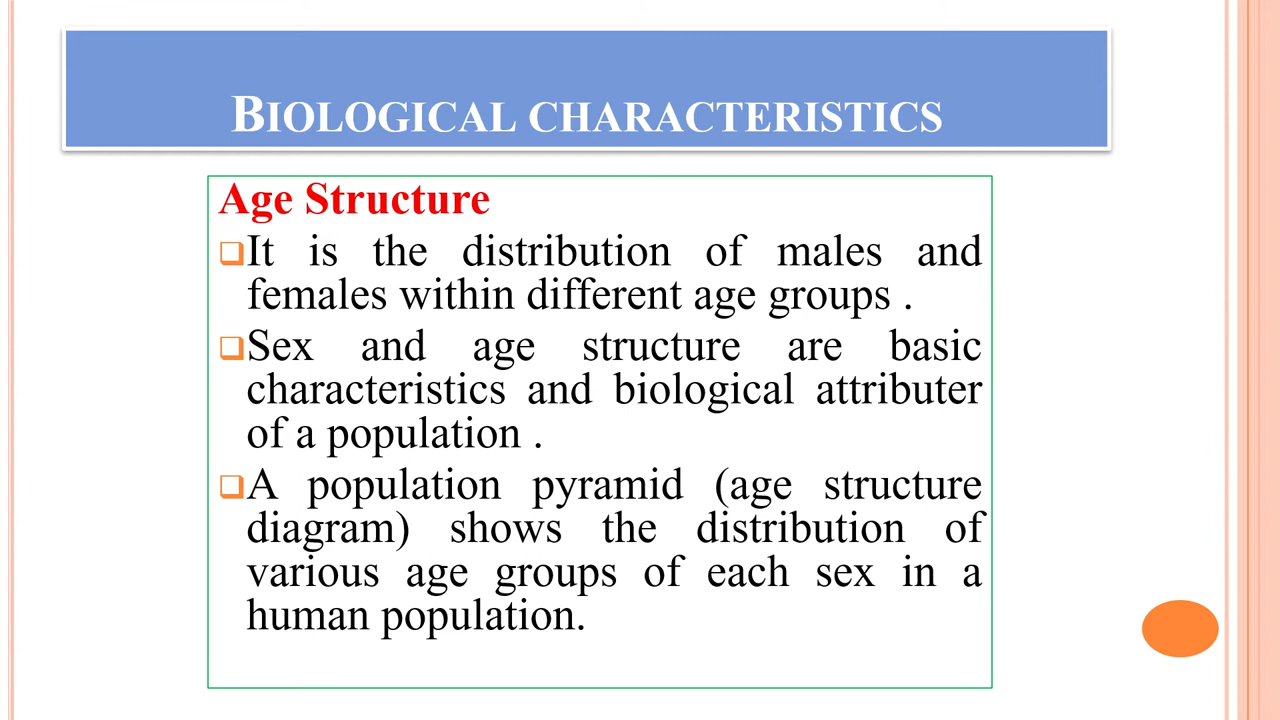 BIOLOGICAL CHARACTERISTICS
Age Structure
It is the distribution of males and
females within different age groups .
Sex and age structure are basic
characteristics and biological attributer
of a population .
A population pyramid (age structure
diagram) shows the distribution of
various age groups of each sex in a
human population.